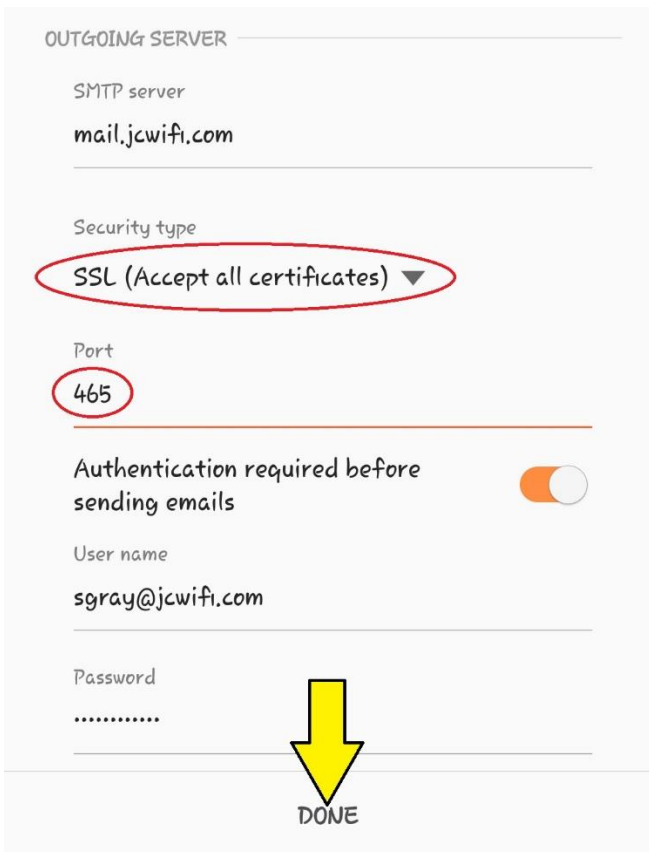 OUTGOING SERVER
SMTP server
mail.jcwifi.com
Security type
SSL (Accept all certificates)
Port
465
Authentication required before
sending emails
User name
sgray@jcwifi.com
Password
............
DONE